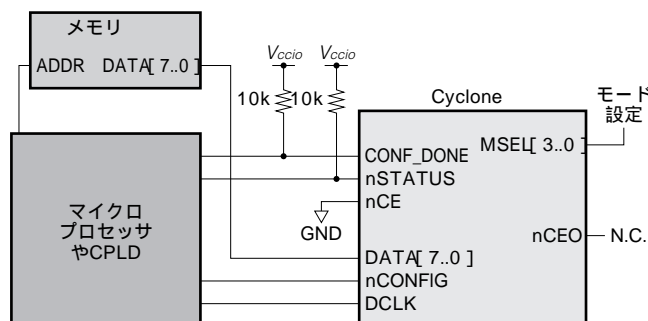 メモリ
ADDR DATA[7..0]
Vccio
Vccio
10k
10k
Cyclone
モード
設定
MSEL[3..0]
CONF_DONE
nSTATUS
nCE
GND
マイクロ
プロセッサ
やCPLD
nCEO
N.C.
DATA[7..0]
nCONFIG
DCLK